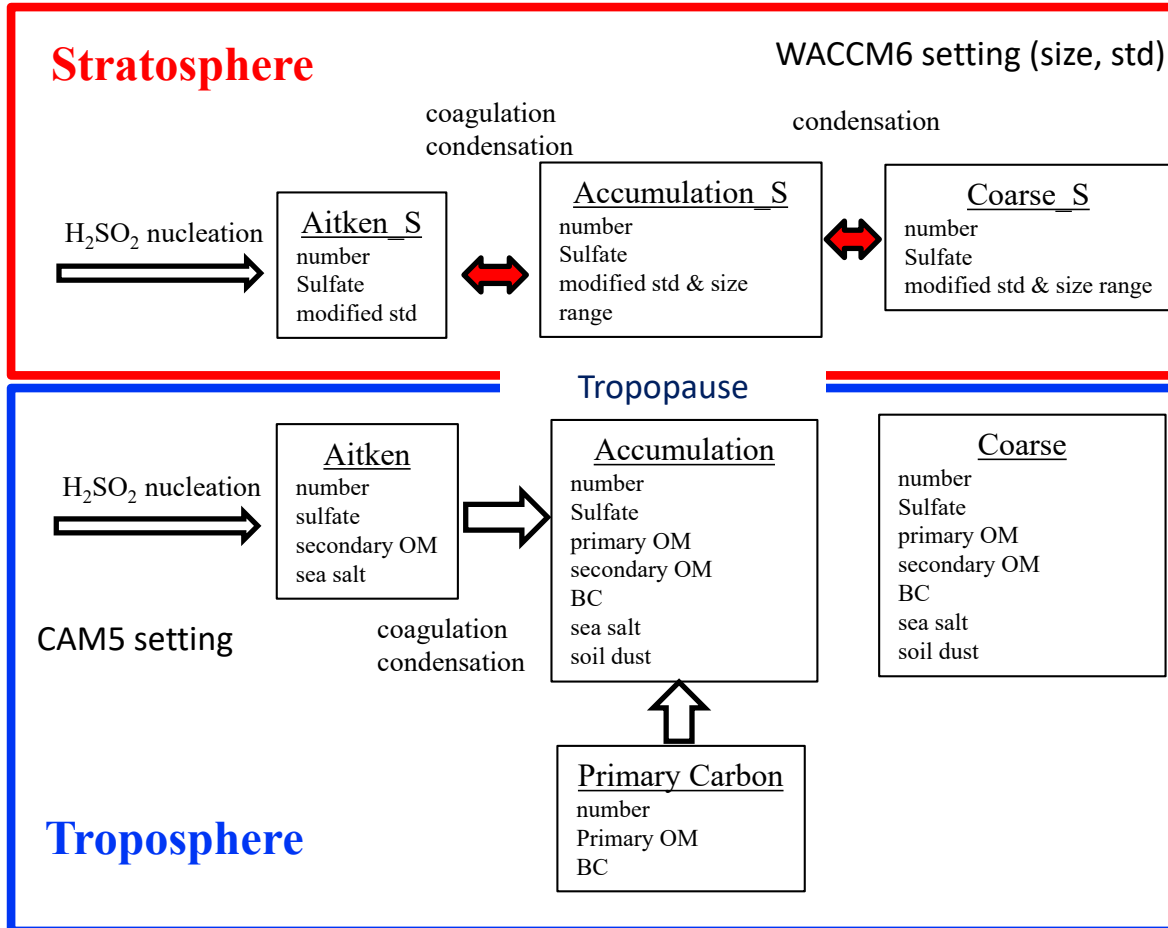 Stratosphere
WACCM6 setting (size, std)
coagulation
condensation
condensation
H₂SO₂ nucleation
Aitken_S
number
Sulfate
modified std
Accumulation_S
number
Sulfate
modified std & size
range
Coarse_S
number
Sulfate
modified std & size range
Tropopause
H₂SO₂ nucleation
Aitken
number
sulfate
secondary OM
sea salt
Accumulation
number
Sulfate
primary OM
secondary OM
BC
sea salt
soil dust
Coarse
number
Sulfate
primary OM
secondary OM
BC
sea salt
soil dust
CAM5 setting
coagulation
condensation
Primary Carbon
number
Primary OM
BC
Troposphere